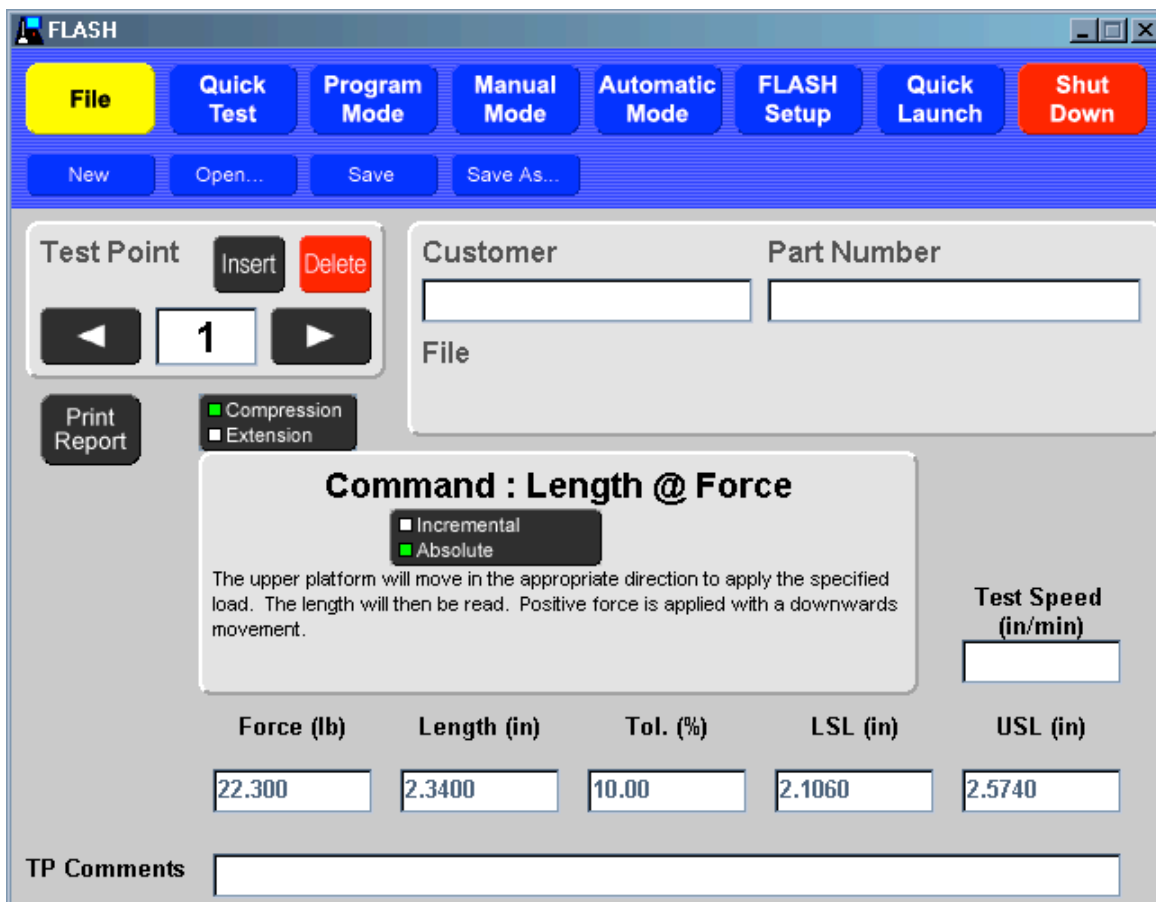 FLASH
File
Quick
Test
Program
Mode
Manual
Mode
Automatic
Mode
FLASH
Setup
Quick
Launch
Shut
Down
New
Open...
Save
Save As...
Test Point
Insert
Delete
1
Customer
Part Number
File
Print
Report
Compression
Extension
Command : Length @ Force
Incremental
Absolute
The upper platform will move in the appropriate direction to apply the specified
load. The length will then be read. Positive force is applied with a downwards
movement.
Test Speed
(in/min)
Force (lb)
Length (in)
Tol. (%)
LSL (in)
USL (in)
22.300
2.3400
10.00
2.1060
2.5740
TP Comments